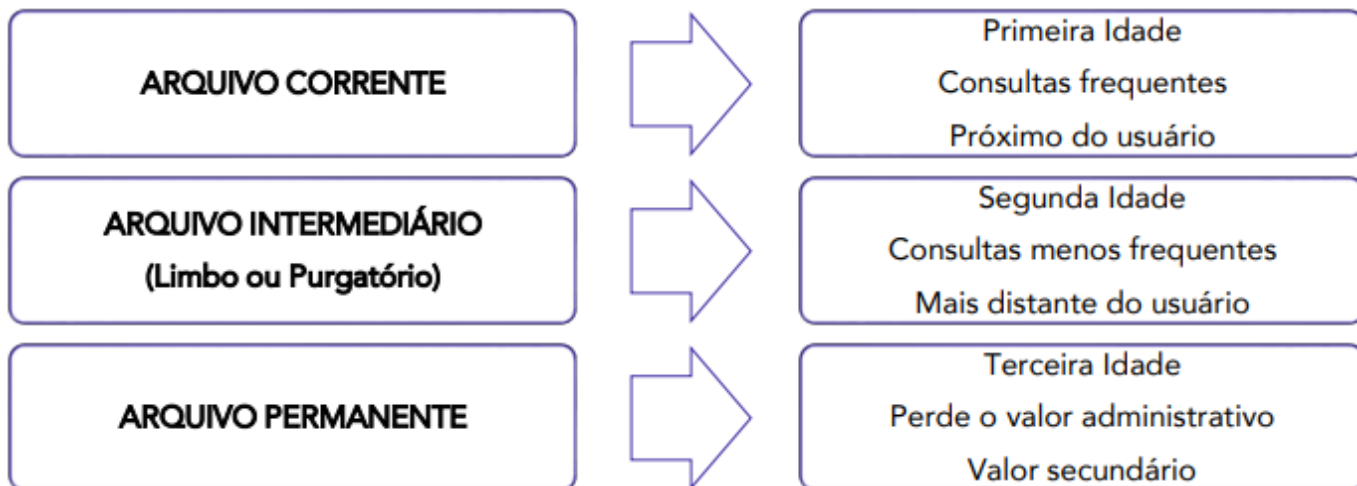 ARQUIVO CORRENTE
Primeira Idade
Consultas frequentes
Próximo do usuário
ARQUIVO INTERMEDIÁRIO
(Limbo ou Purgatório)
Segunda Idade
Consultas menos frequentes
Mais distante do usuário
ARQUIVO PERMANENTE
Terceira Idade
Perde o valor administrativo
Valor secundário